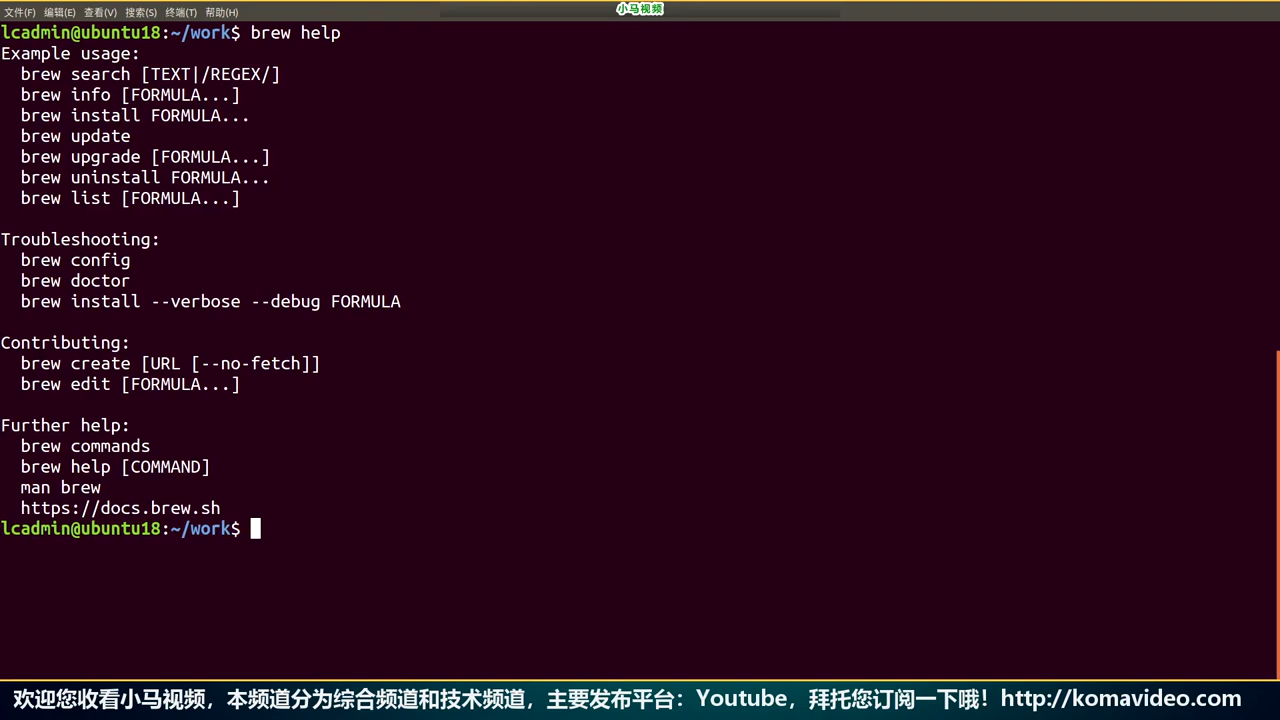 小马视频
文件(F) 编辑(E) 查看(V) 搜索(S) 终端(T) 帮助(H)
lcadmin@ubuntu18:~/work$ brew help
Example usage:
  brew search [TEXT|/REGEX/]
  brew info [FORMULA...]
  brew install FORMULA...
  brew update
  brew upgrade [FORMULA...]
  brew uninstall FORMULA...
  brew list [FORMULA...]

Troubleshooting:
  brew config
  brew doctor
  brew install --verbose --debug FORMULA

Contributing:
  brew create [URL [--no-fetch]]
  brew edit [FORMULA...]

Further help:
  brew commands
  brew help [COMMAND]
  man brew
  https://docs.brew.sh
lcadmin@ubuntu18:~/work$
欢迎您收看小马视频，本频道分为综合频道和技术频道，主要发布平台：Youtube，拜托您订阅一下哦！http://komavideo.com